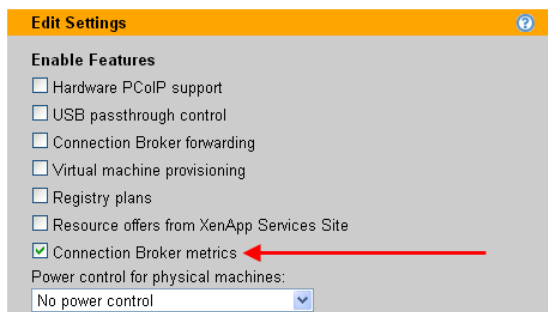 Edit Settings ?
Enable Features
Hardware PCoIP support
USB passthrough control
Connection Broker forwarding
Virtual machine provisioning
Registry plans
Resource offers from XenApp Services Site
Connection Broker metrics
Power control for physical machines:
No power control